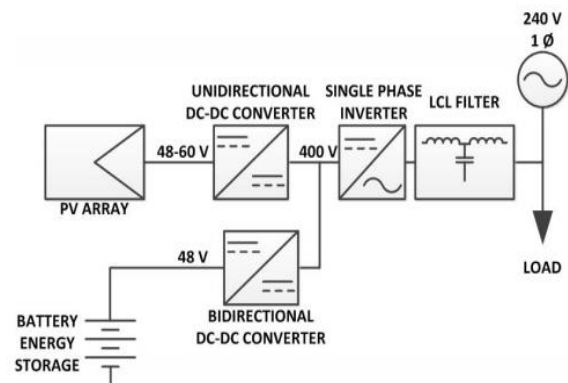 240 V
1 Ø
UNIDIRECTIONAL
DC-DC CONVERTER
SINGLE PHASE
INVERTER
LCL FILTER
48-60 V
400 V
PV ARRAY
48 V
LOAD
BIDIRECTIONAL
DC-DC CONVERTER
BATTERY
ENERGY
STORAGE